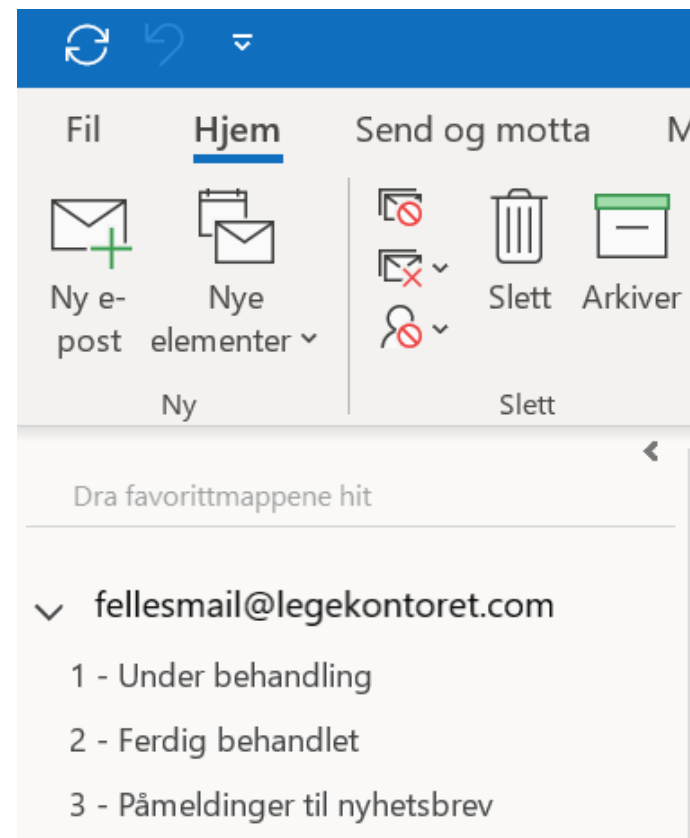 Fil Hjem Send og motta M
Ny e-
post
Nye
elementer
Slett Arkiver
Ny Slett
Dra favorittmappene hit
fellesmail@legekontoret.com
1 - Under behandling
2 - Ferdig behandlet
3 - Påmeldinger til nyhetsbrev